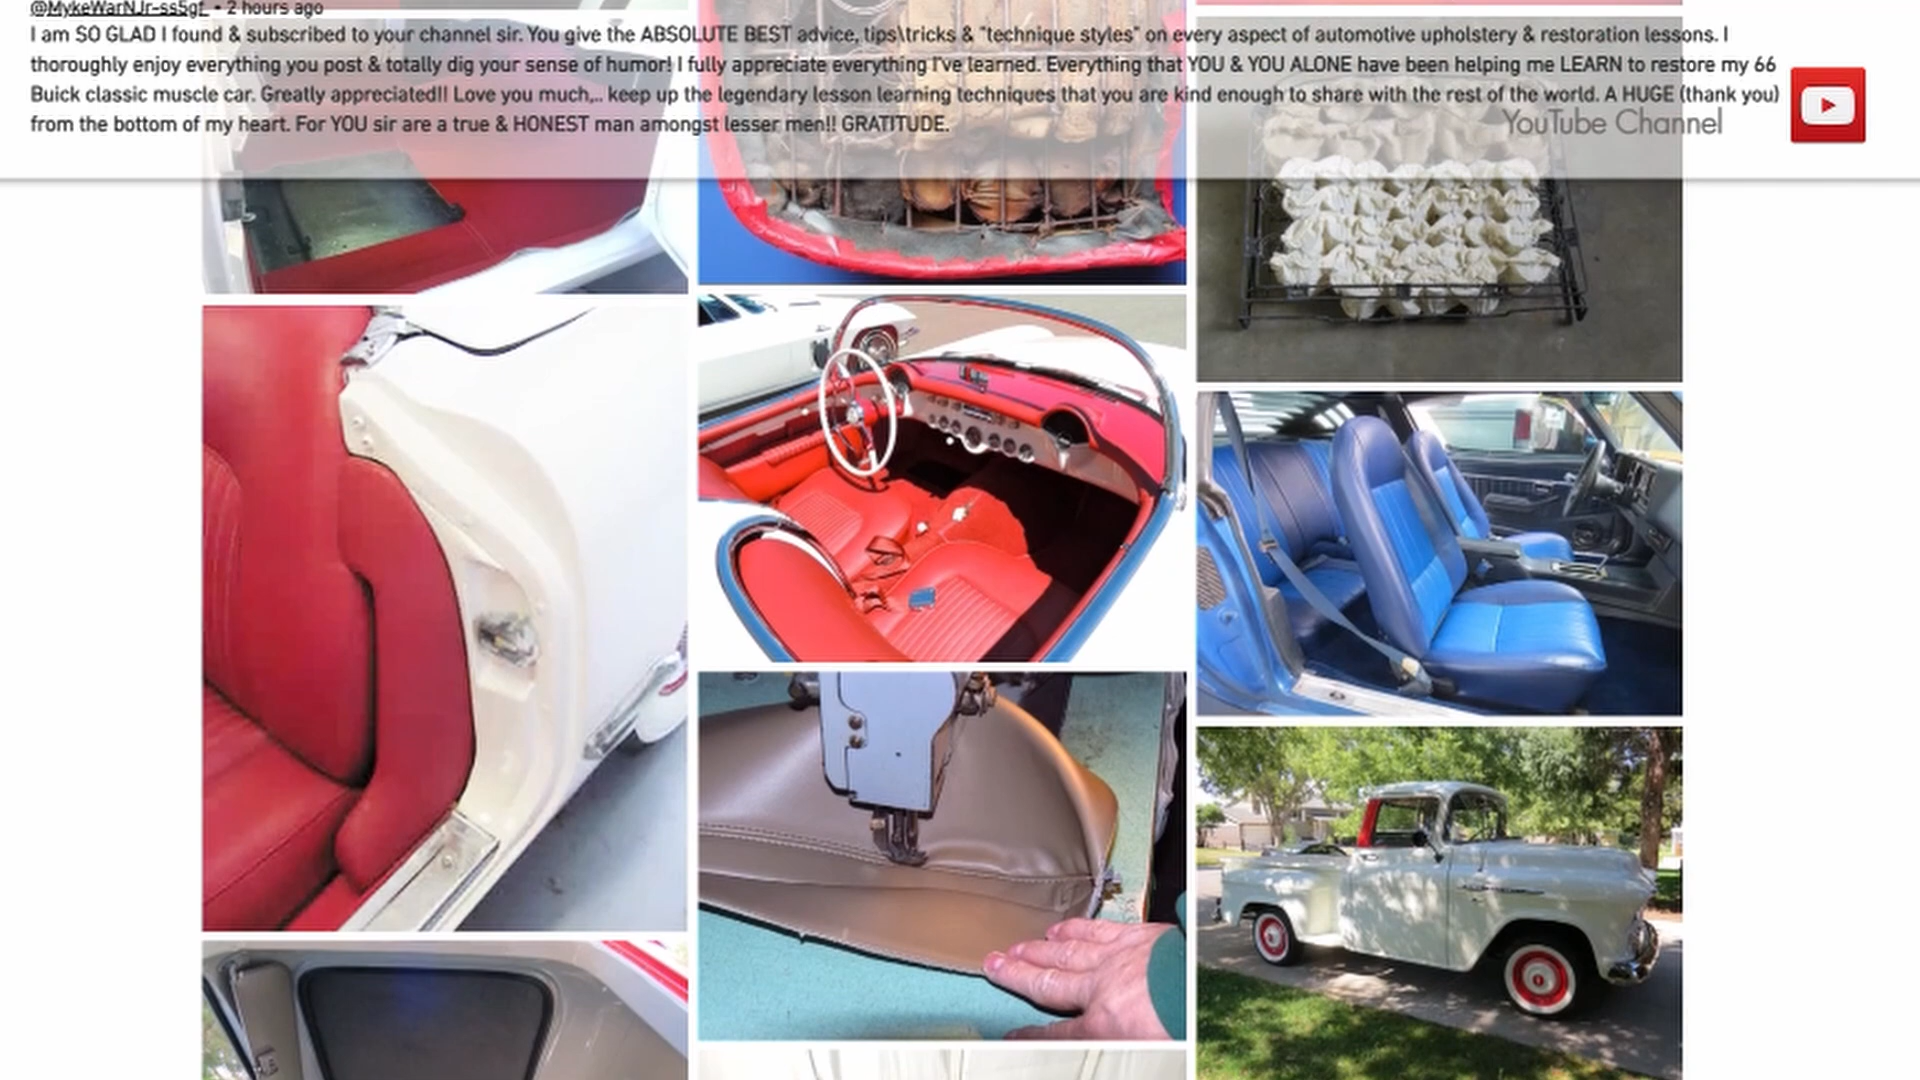 @MykeWarNJr-ss5gf • 2 hours ago
I am SO GLAD I found & subscribed to your channel sir. You give the ABSOLUTE BEST advice, tips\tricks & "technique styles" on every aspect of automotive upholstery & restoration lessons. I
thoroughly enjoy everything you post & totally dig your sense of humor! I fully appreciate everything I've learned. Everything that YOU & YOU ALONE have been helping me LEARN to restore my 66
Buick classic muscle car. Greatly appreciated!! Love you much,.. keep up the legendary lesson learning techniques that you are kind enough to share with the rest of the world. A HUGE (thank you)
from the bottom of my heart. For YOU sir are a true & HONEST man amongst lesser men!! GRATITUDE.
YouTube Channel